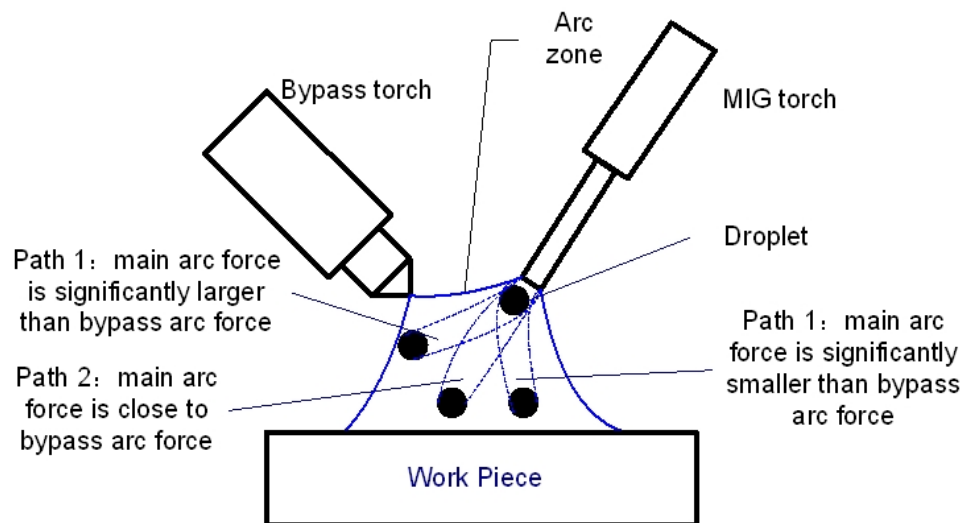 Arc
zone
Bypass torch
MIG torch
Droplet
Path 1：main arc force
is significantly larger
than bypass arc force
Path 2：main arc
force is close to
bypass arc force
Path 1：main arc
force is significantly
smaller than bypass
arc force
Work Piece